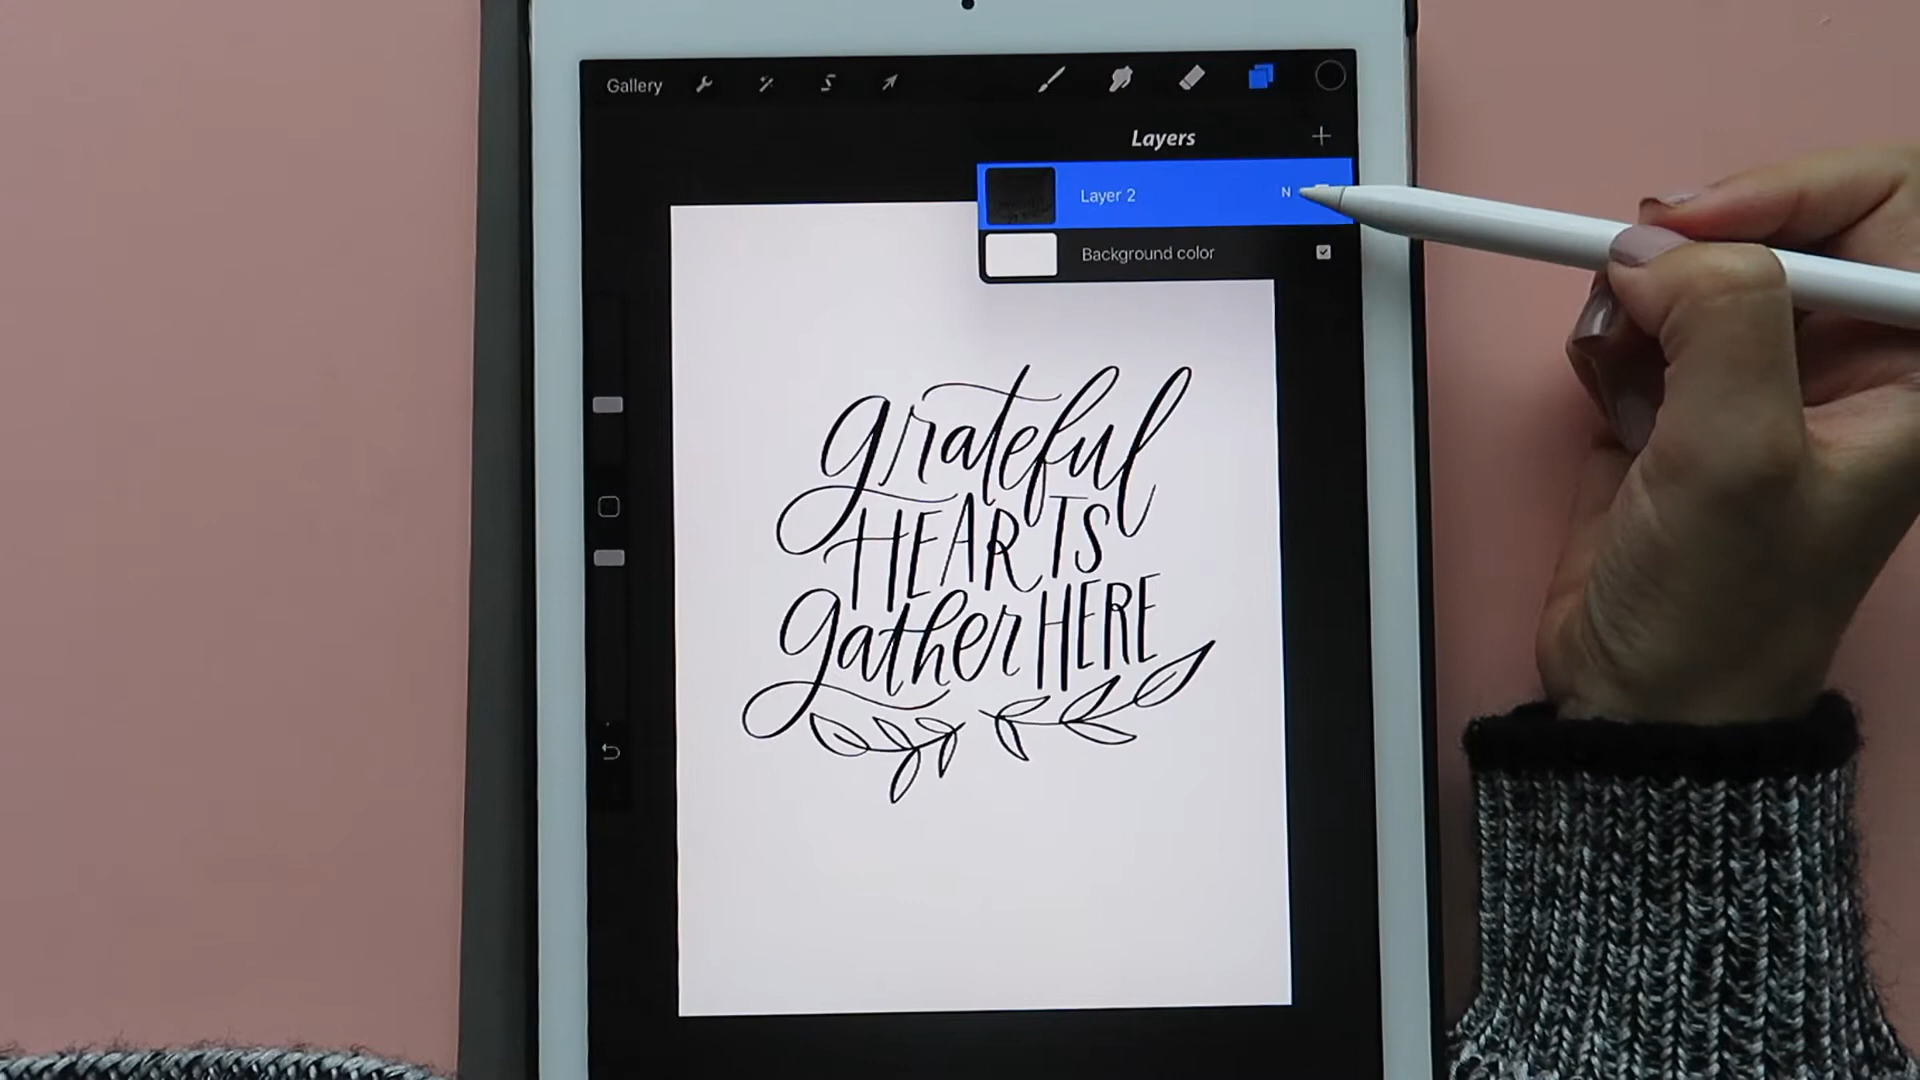 Gallery
Layers
Layer 2 N
Background color
grateful
HEARTS
gather HERE